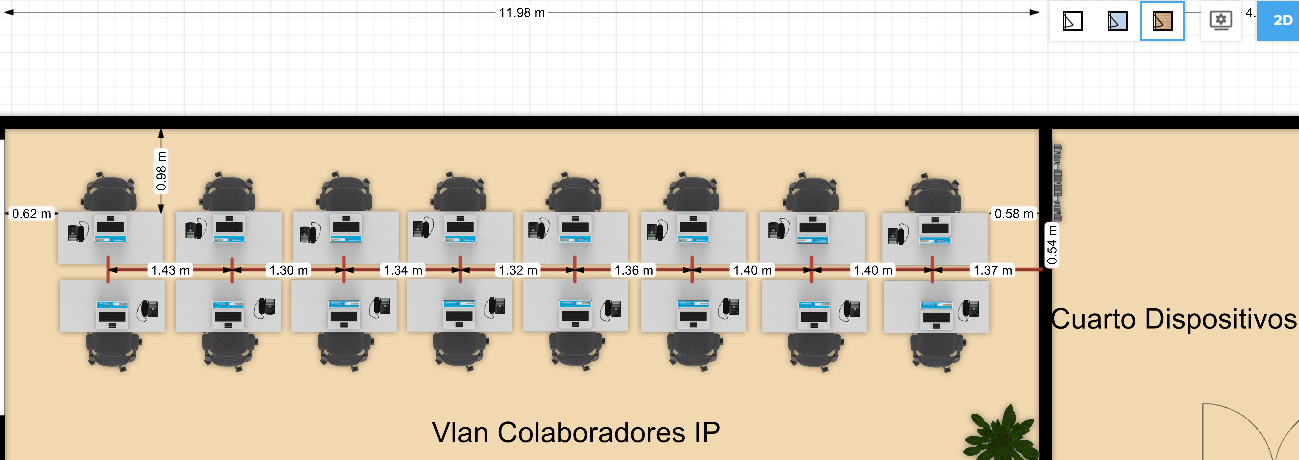 11.98 m
4.
2D
0.98 m
0.62 m
0.58 m
0.54 m
1.43 m
1.30 m
1.34 m
1.32 m
1.36 m
1.40 m
1.40 m
1.37 m
Cuarto Dispositivos
Vlan Colaboradores IP